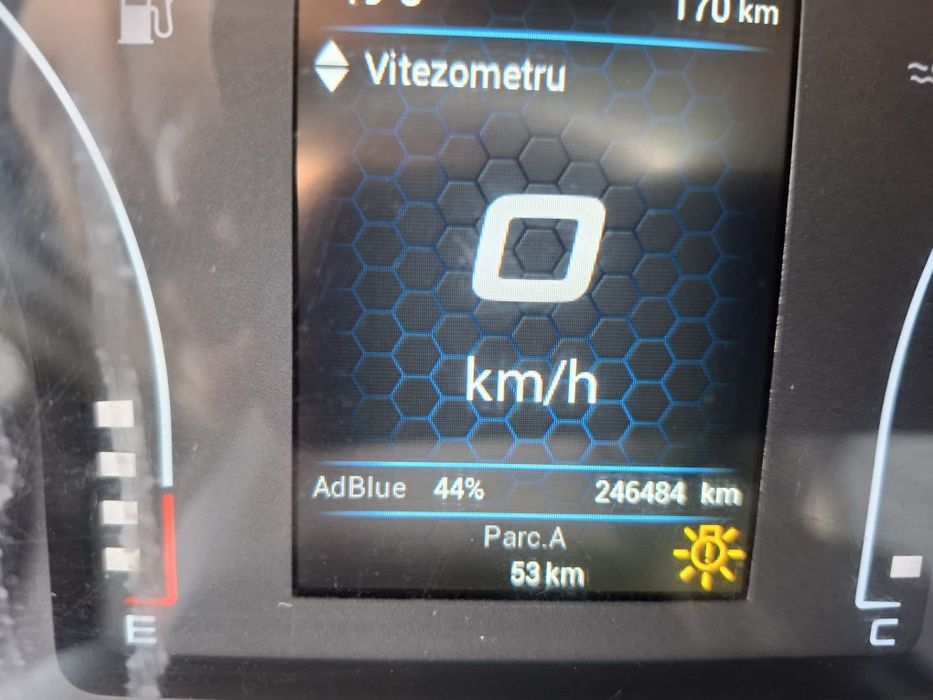 170 km
Vitezometru
0
km/h
AdBlue 44% 246484 km
Parc.A
53 km
E
C